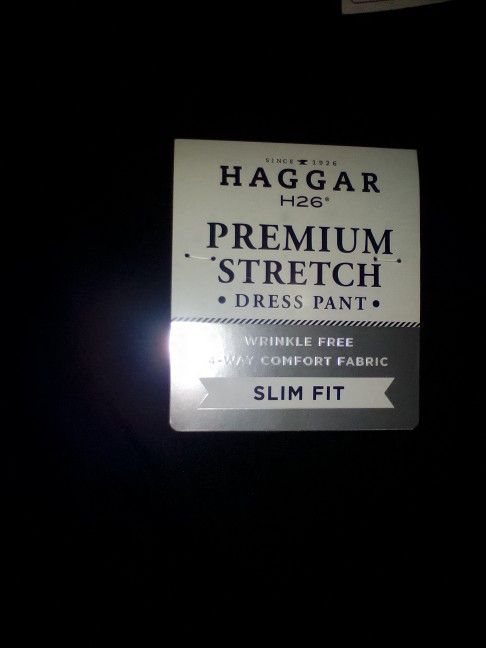 SINCE 1926
HAGGAR
H26®
PREMIUM
STRETCH
• DRESS PANT •
WRINKLE FREE
4-WAY COMFORT FABRIC
SLIM FIT